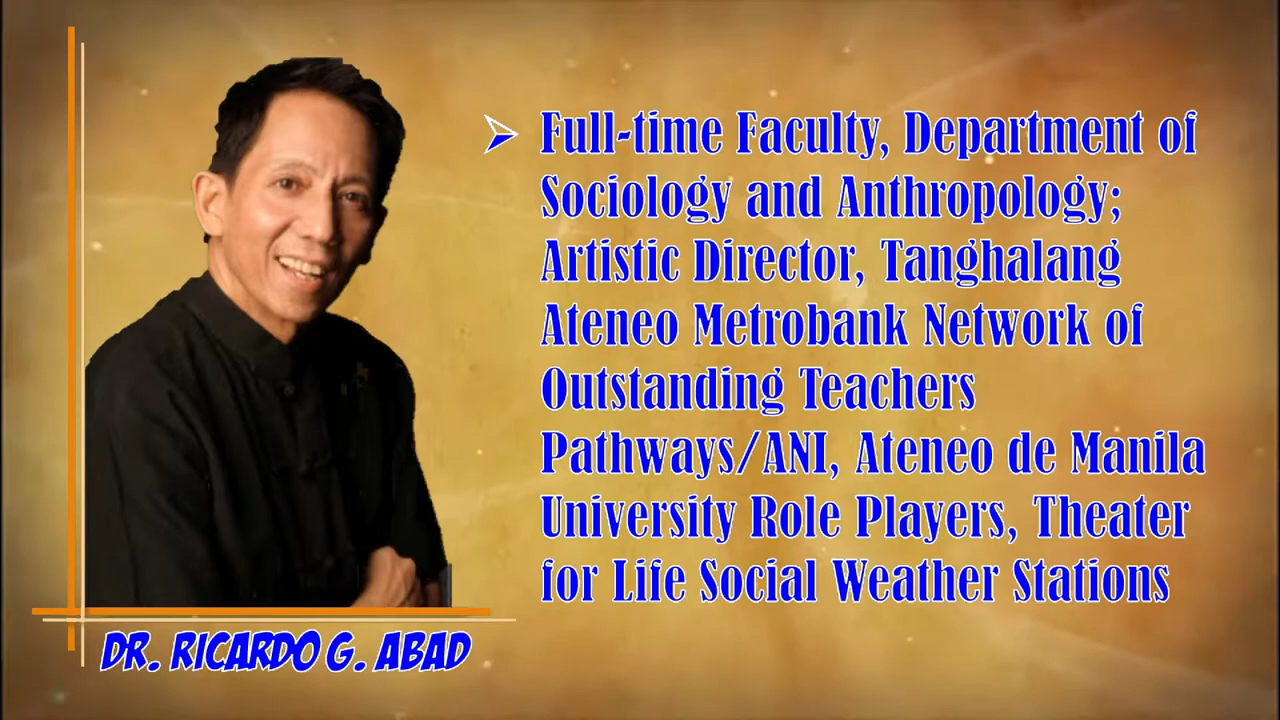 Full-time Faculty, Department of
Sociology and Anthropology;
Artistic Director, Tanghalang
Ateneo Metrobank Network of
Outstanding Teachers
Pathways/ANI, Ateneo de Manila
University Role Players, Theater
for Life Social Weather Stations
DR. RICARDO G. ABAD